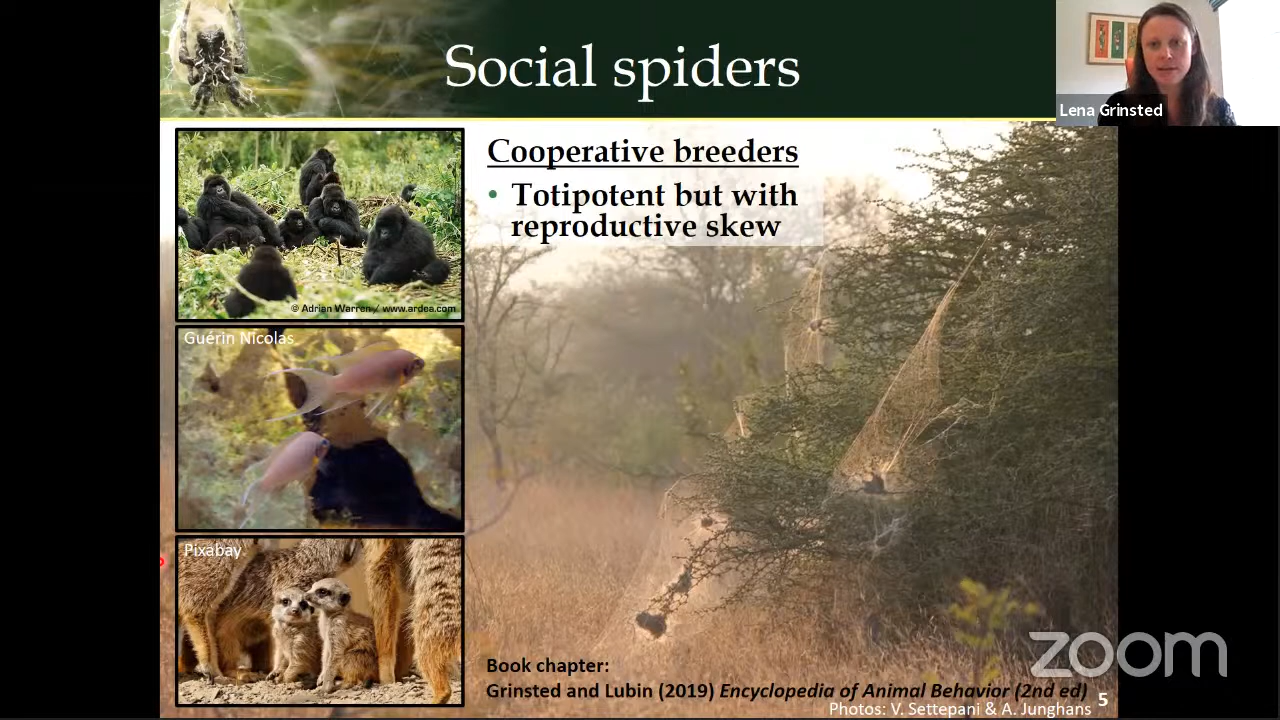 Social spiders
Lena Grinsted
Cooperative breeders
• Totipotent but with
reproductive skew
© Adrian Warren / www.ardea.com
Guérin Nicolas
Pixabay
Book chapter:
Grinsted and Lubin (2019) Encyclopedia of Animal Behavior (2nd ed)
Photos: V. Settepani & A. Junghans
5
zoom